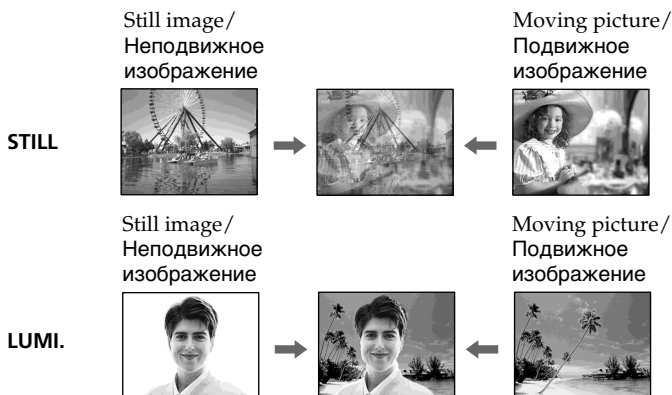 Still image/
Неподвижное
изображение
Moving picture/
Подвижное
изображение
STILL
Still image/
Неподвижное
изображение
Moving picture/
Подвижное
изображение
LUMI.